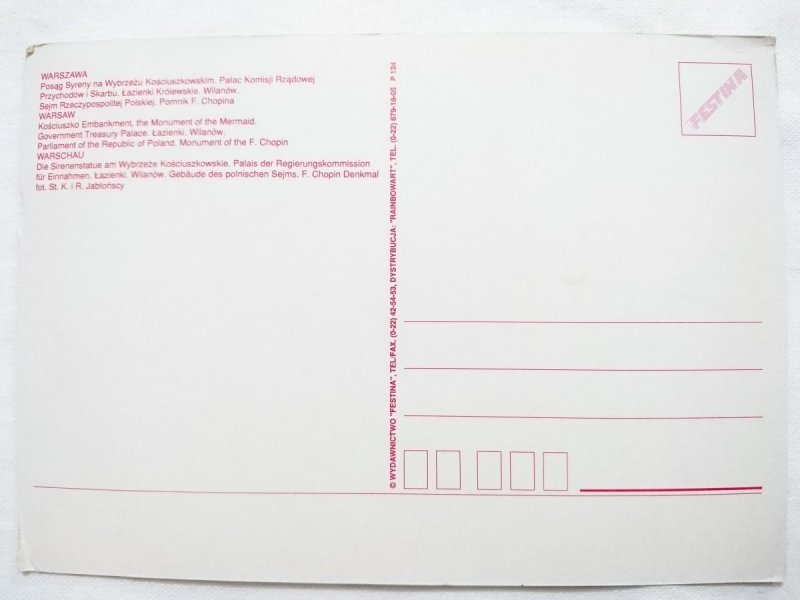 WARSZAWA
Posąg Syreny na Wybrzeżu Kościuszkowskim. Pałac Komisji Rządowej
Przychodów i Skarbu. Łazienki Królewskie. Wilanów.
Sejm Rzeczypospolitej Polskiej. Pomnik F. Chopina
WARSAW
Kościuszko Embankment, the Monument of the Mermaid.
Government Treasury Palace. Łazienki. Wilanów.
Parliament of the Republic of Poland. Monument of the F. Chopin
WARSCHAU
Die Sirenenstatue am Wybrzeże Kościuszkowskie. Palais der Regierungskommission
für Einnahmen. Łazienki. Wilanów. Gebäude des polnischen Sejms. F. Chopin Denkmal
fot. St. K. i R. Jabłońscy
© WYDAWNICTWO "FESTINA", TEL/FAX. (0-22) 42-54-53, DYSTRYBUCJA: "RAINBOWART", TEL. (0-22) 679-18-05 P 124
FESTINA